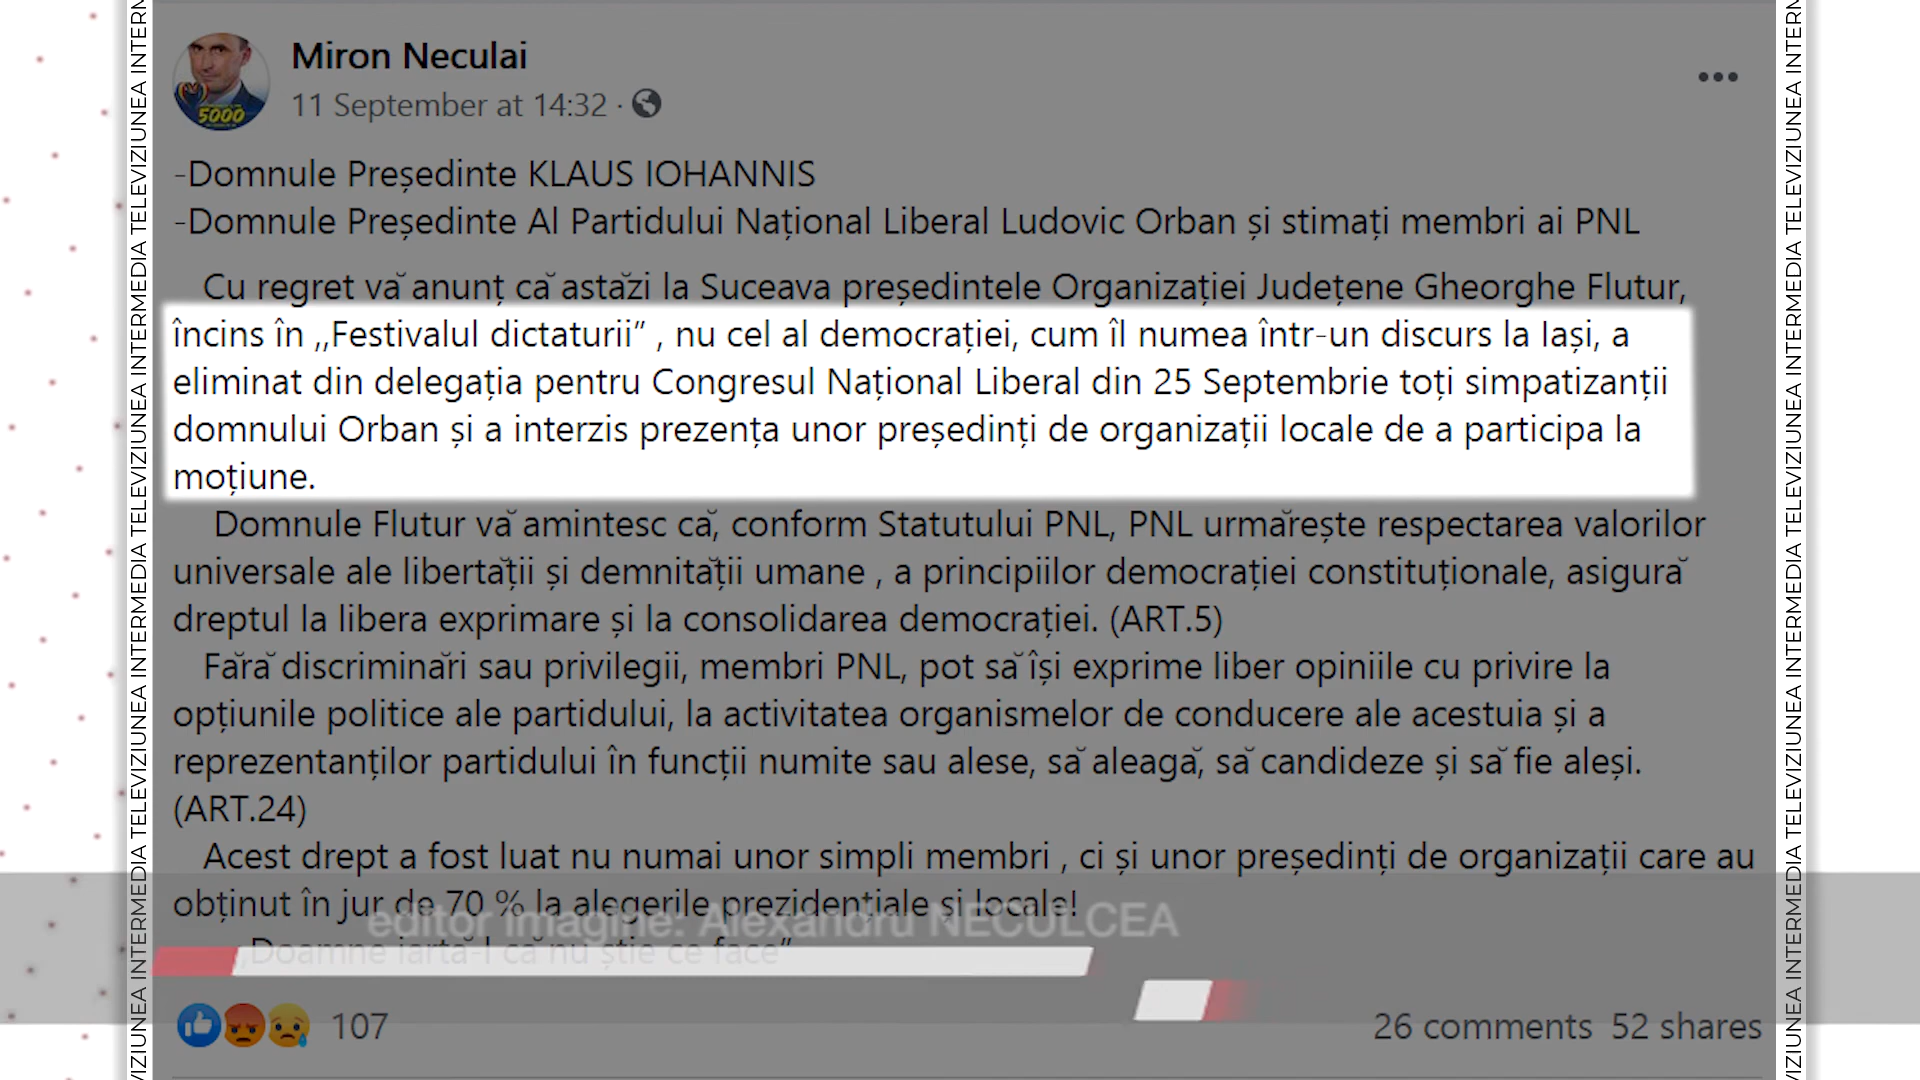 Miron Neculai
11 September at 14:32 ·
5000
-Domnule Președinte KLAUS IOHANNIS
-Domnule Președinte Al Partidului Național Liberal Ludovic Orban și stimați membri ai PNL
Cu regret vă anunț că astăzi la Suceava președintele Organizației Județene Gheorghe Flutur,
încins în ,,Festivalul dictaturii” , nu cel al democrației, cum îl numea într-un discurs la Iași, a
eliminat din delegația pentru Congresul Național Liberal din 25 Septembrie toți simpatizanții
domnului Orban și a interzis prezența unor președinți de organizații locale de a participa la
moțiune.
Domnule Flutur vă amintesc că, conform Statutului PNL, PNL urmărește respectarea valorilor
universale ale libertății și demnității umane , a principiilor democrației constituționale, asigură
dreptul la libera exprimare și la consolidarea democrației. (ART.5)
Fără discriminări sau privilegii, membri PNL, pot să își exprime liber opiniile cu privire la
opțiunile politice ale partidului, la activitatea organismelor de conducere ale acestuia și a
reprezentanților partidului în funcții numite sau alese, să aleagă, să candideze și să fie aleși.
(ART.24)
Acest drept a fost luat nu numai unor simpli membri , ci și unor președinți de organizații care au
obținut în jur de 70 % la alegerile prezidențiale și locale!
editor imagine: Alexandru NECULCEA
,,Doamne iartă-l că nu știe ce face”
107
26 comments 52 shares
TELEVIZIUNEA INTERMEDIA TELEVIZIUNEA INTERMEDIA TELEVIZIUNEA INTERMEDIA
TELEVIZIUNEA INTERMEDIA TELEVIZIUNEA INTERMEDIA TELEVIZIUNEA INTERMEDIA